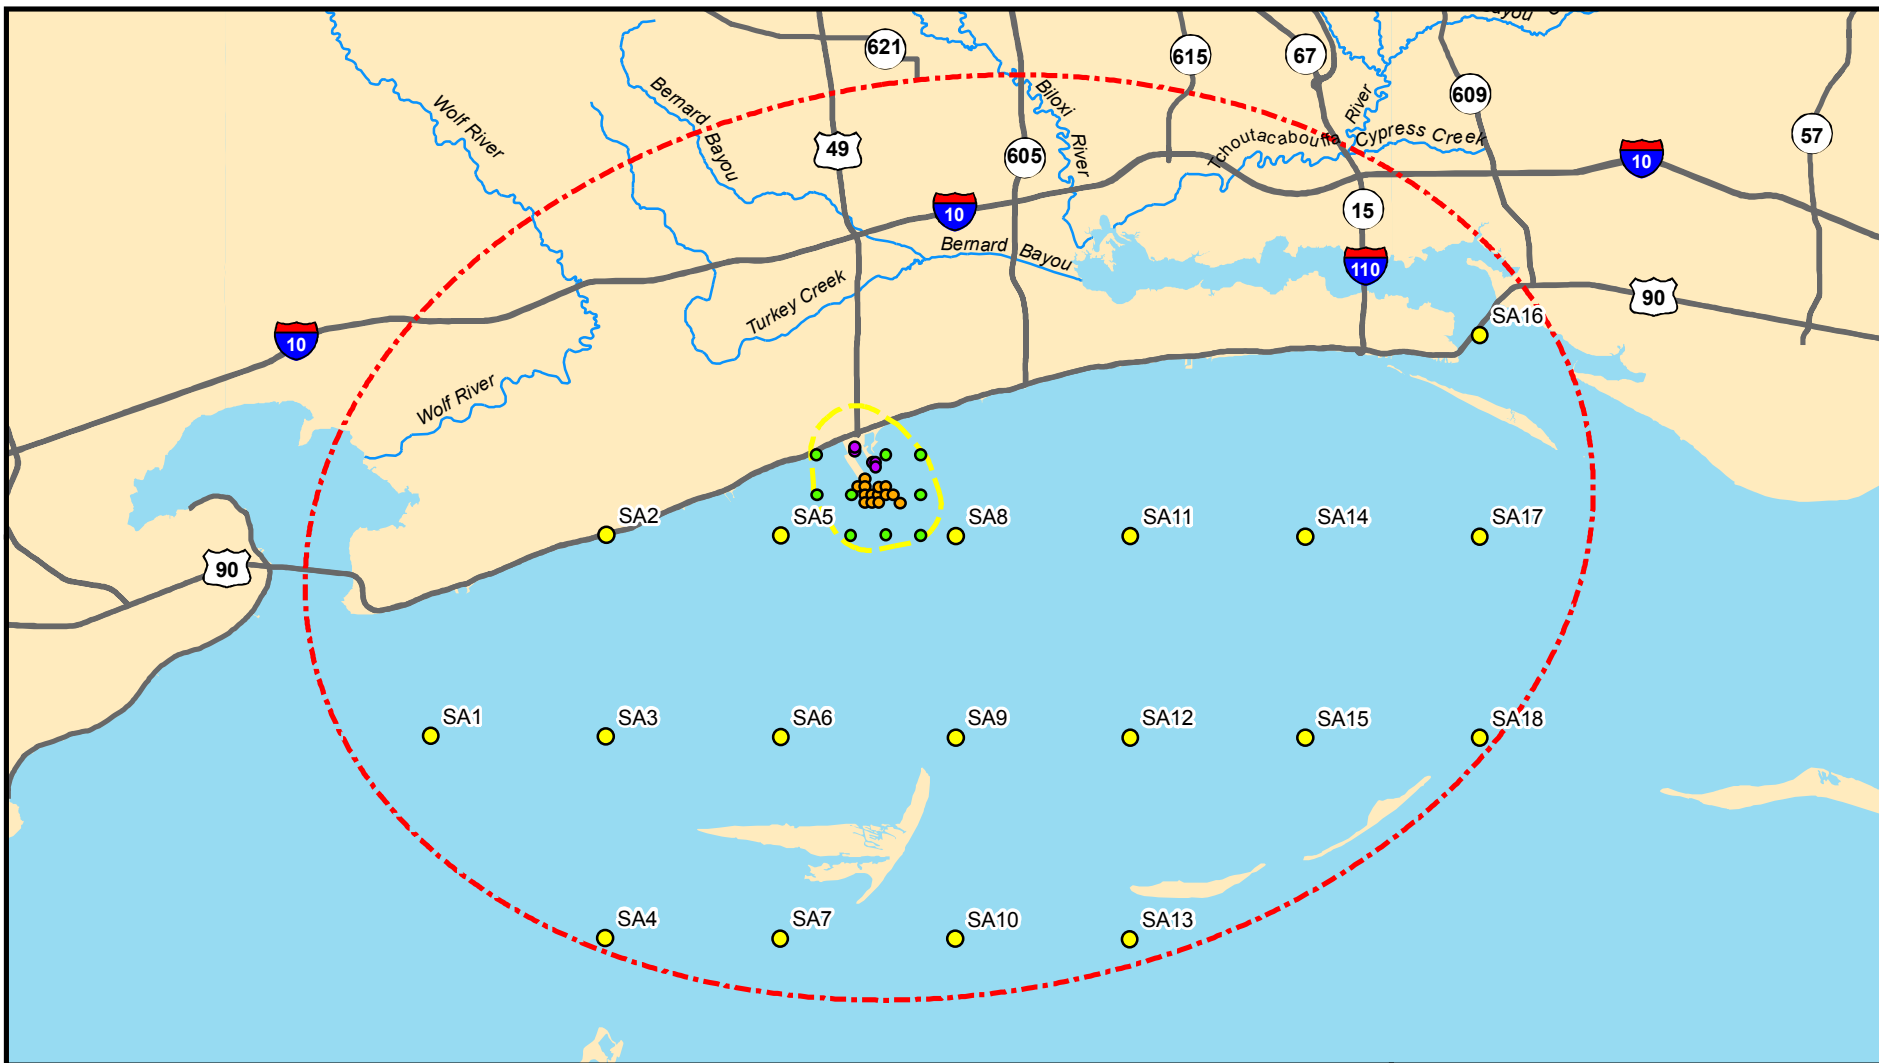 Bayou
621
615
67
609
57
Wolf River
Bernard Bayou
Biloxi River
River
49
605
Tchoutacabouffa
Cypress Creek
10
10
15
Bernard Bayou
110
Turkey Creek
90
10
SA16
Wolf River
SA2
SA5
SA8
SA11
SA14
SA17
90
SA1
SA3
SA6
SA9
SA12
SA15
SA18
SA4
SA7
SA10
SA13